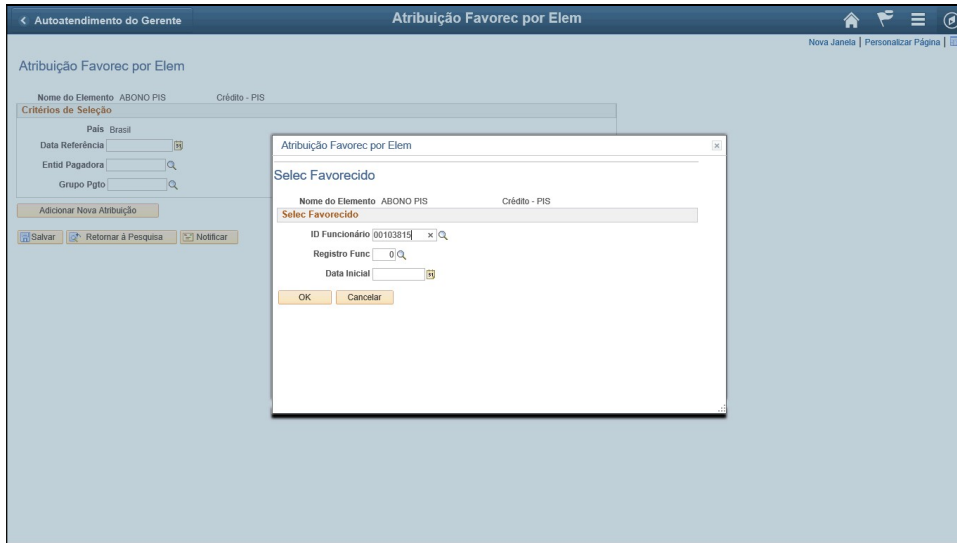 Autoatendimento do Gerente
Atribuição Favorec por Elem
Nova Janela | Personalizar Página |
Atribuição Favorec por Elem
Nome do Elemento ABONO PIS Crédito - PIS
Critérios de Seleção
País Brasil
Data Referência
Entid Pagadora
Grupo Pgto
Adicionar Nova Atribuição
Salvar Retornar à Pesquisa Notificar
Atribuição Favorec por Elem
Selec Favorecido
Nome do Elemento ABONO PIS Crédito - PIS
Selec Favorecido
ID Funcionário 00103815
Registro Func 0
Data Inicial
OK Cancelar